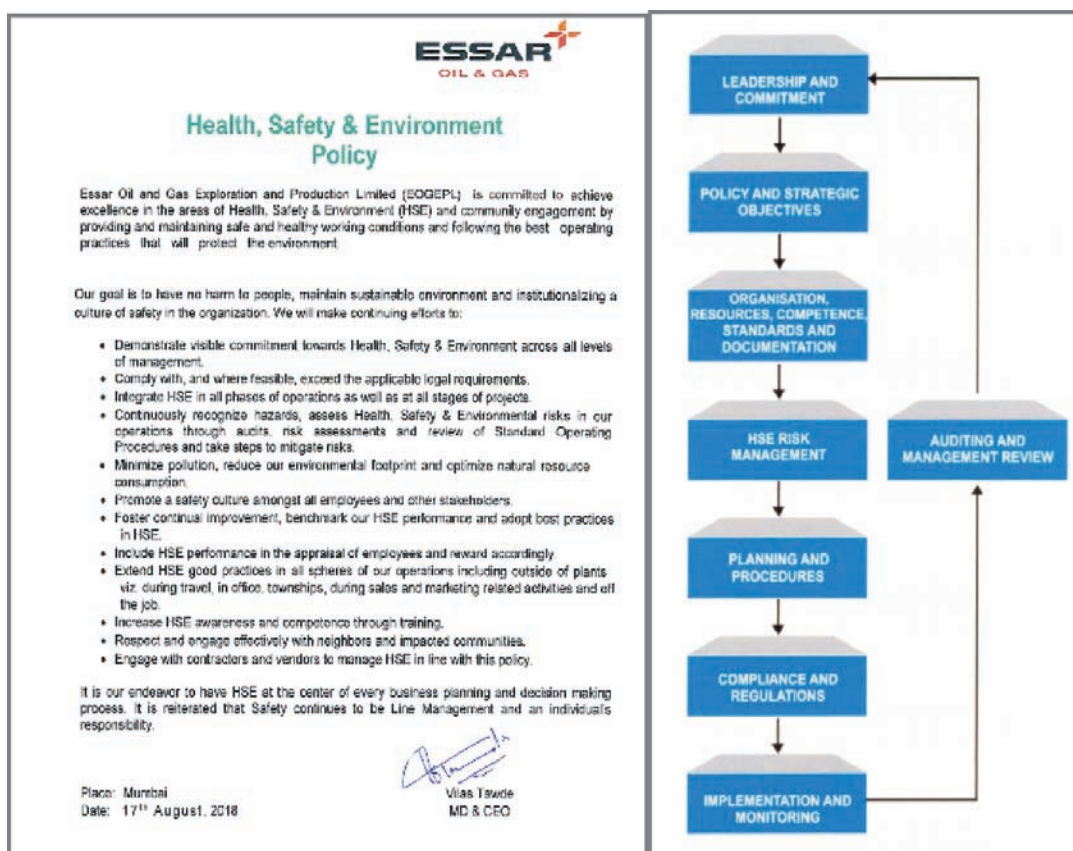 ESSAR
OIL & GAS
Health, Safety & Environment
Policy
Essar Oil and Gas Exploration and Production Limited (EOGEPL) is committed to achieve
excellence in the areas of Health, Safety & Environment (HSE) and community engagement by
providing and maintaining safe and healthy working conditions and following the best operating
practices that will protect the environment.
Our goal is to have no harm to people, maintain sustainable environment and institutionalizing a
culture of safety in the organization. We will make continuing efforts to:
• Demonstrate visible commitment towards Health, Safety & Environment across all levels
of management.
• Comply with, and where feasible, exceed the applicable legal requirements.
• Integrate HSE in all phases of operations as well as at all stages of projects.
• Continuously recognize hazards, assess Health, Safety & Environmental risks in our
operations through audits, risk assessments and review of Standard Operating
Procedures and take steps to mitigate risks.
• Minimize pollution, reduce our environmental footprint and optimize natural resource
consumption.
• Promote a safety culture amongst all employees and other stakeholders.
• Foster continual improvement, benchmark our HSE performance and adopt best practices
in HSE.
• Include HSE performance in the appraisal of employees and reward accordingly.
• Extend HSE good practices in all spheres of our operations including outside of plants
viz. during travel, in office, townships, during sales and marketing related activities and off
the job.
• Increase HSE awareness and competence through training.
• Respect and engage effectively with neighbors and impacted communities.
• Engage with contractors and vendors to manage HSE in line with this policy.
It is our endeavor to have HSE at the center of every business planning and decision making
process. It is reiterated that Safety continues to be Line Management and an individual's
responsibility.
Place: Mumbai
Date: 17th August, 2018
Vilas Tawde
MD & CEO
LEADERSHIP AND
COMMITMENT
POLICY AND STRATEGIC
OBJECTIVES
ORGANISATION,
RESOURCES, COMPETENCE,
STANDARDS AND
DOCUMENTATION
HSE RISK
MANAGEMENT
AUDITING AND
MANAGEMENT REVIEW
PLANNING AND
PROCEDURES
COMPLIANCE AND
REGULATIONS
IMPLEMENTATION AND
MONITORING